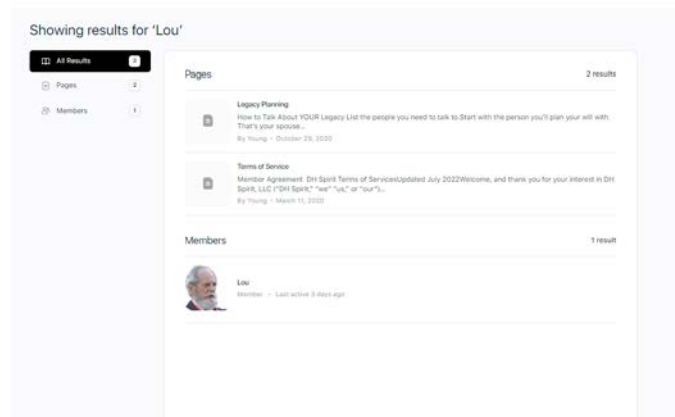 Showing results for ‘Lou’
All Results 3
Pages 2
Members 1
Pages 2 results
Legacy Planning
How to Talk About YOUR Legacy List the people you need to talk to.Start with the person you'll plan your will with.
That's your spouse...
By Young • October 29, 2020
Terms of Service
Member Agreement DH Spirit Terms of ServicesUpdated July 2022Welcome, and thank you for your interest in DH
Spirit, LLC ("DH Spirit," "we" "us," or "our")...
By Young • March 11, 2020
Members 1 result
Lou
Member • Last active 3 days ago